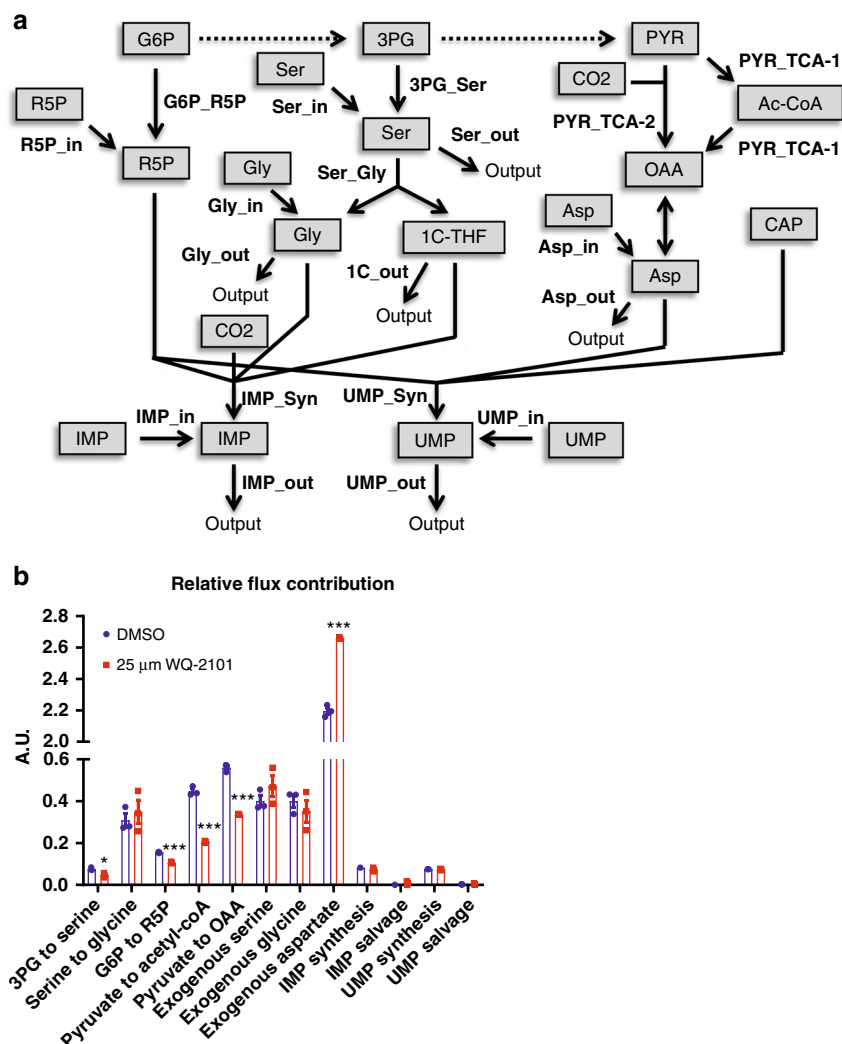 a
G6P
3PG
PYR
Ser
CO2
PYR_TCA-1
R5P
G6P_R5P
3PG_Ser
Ac-CoA
Ser_in
PYR_TCA-2
R5P_in
Ser
Ser_out
PYR_TCA-1
R5P
Gly
Ser_Gly
Output
OAA
Gly_in
Asp
CAP
Gly
1C-THF
Asp_in
Gly_out
1C_out
Asp
Output
Asp_out
CO2
Output
Output
IMP_in
IMP_Syn
UMP_Syn
UMP_in
IMP
IMP
UMP
UMP
IMP_out
UMP_out
Output
Output
b
Relative flux contribution
DMSO
25 μm WQ-2101
A.U.
2.8
2.6
2.4
2.2
2.0
0.6
0.4
0.2
0.0
*
***
***
***
***
3PG to serine
Serine to glycine
G6P to R5P
Pyruvate to acetyl-coA
Pyruvate to OAA
Exogenous serine
Exogenous glycine
Exogenous aspartate
IMP synthesis
IMP salvage
UMP synthesis
UMP salvage